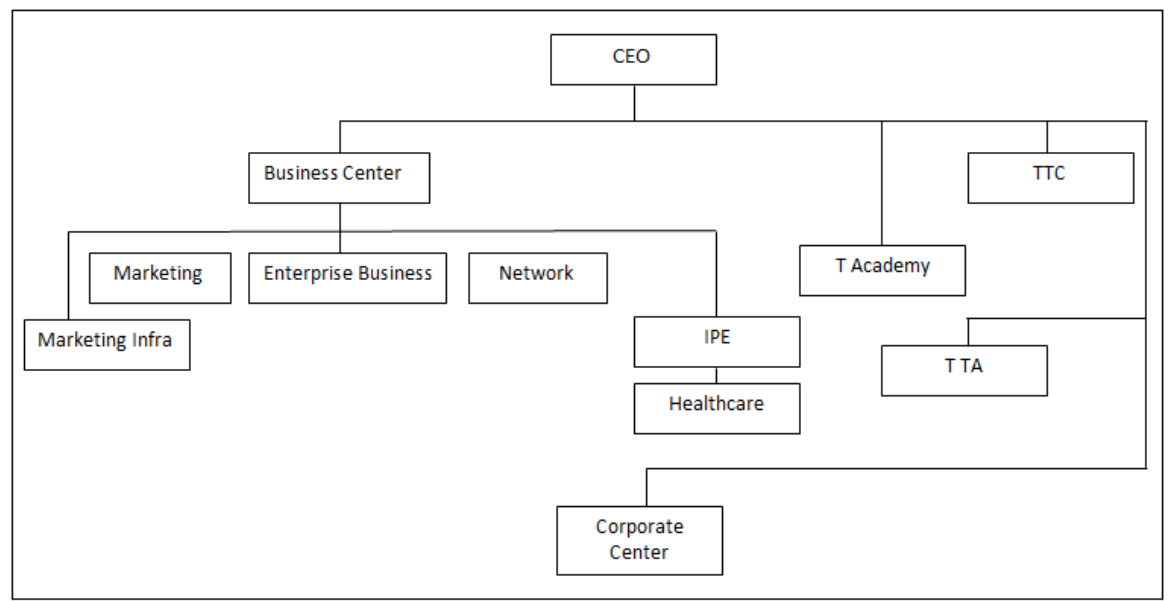 CEO
Business Center
TTC
Marketing
Enterprise Business
Network
T Academy
Marketing Infra
IPE
T TA
Healthcare
Corporate
Center